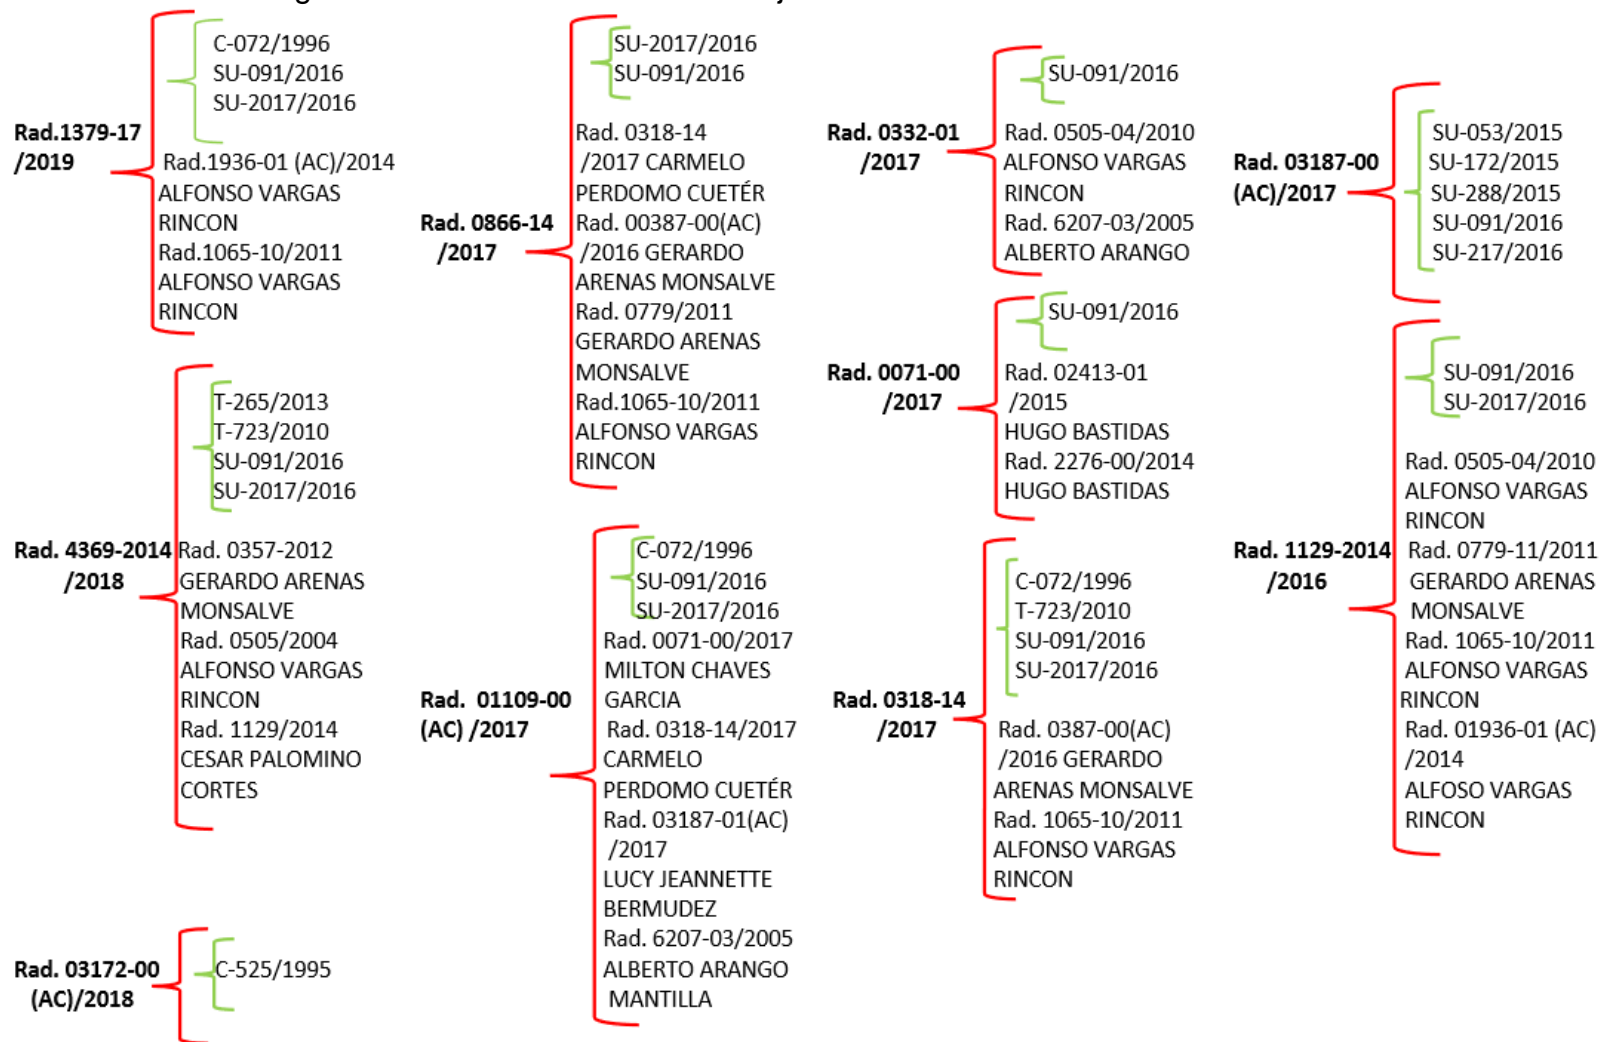 Rad.1379-17
/2019
C-072/1996
SU-091/2016
SU-2017/2016
Rad.1936-01 (AC)/2014
ALFONSO VARGAS
RINCON
Rad.1065-10/2011
ALFONSO VARGAS
RINCON
Rad. 4369-2014
/2018
T-265/2013
T-723/2010
SU-091/2016
SU-2017/2016
Rad. 0357-2012
GERARDO ARENAS
MONSALVE
Rad. 0505/2004
ALFONSO VARGAS
RINCON
Rad. 1129/2014
CESAR PALOMINO
CORTES
Rad. 03172-00
(AC)/2018
C-525/1995
Rad. 0866-14
/2017
SU-2017/2016
SU-091/2016
Rad. 0318-14
/2017 CARMELO
PERDOMO CUETÉR
Rad. 00387-00(AC)
/2016 GERARDO
ARENAS MONSALVE
Rad. 0779/2011
GERARDO ARENAS
MONSALVE
Rad.1065-10/2011
ALFONSO VARGAS
RINCON
Rad. 01109-00
(AC) /2017
C-072/1996
SU-091/2016
SU-2017/2016
Rad. 0071-00/2017
MILTON CHAVES
GARCIA
Rad. 0318-14/2017
CARMELO
PERDOMO CUETÉR
Rad. 03187-01(AC)
/2017
LUCY JEANNETTE
BERMUDEZ
Rad. 6207-03/2005
ALBERTO ARANGO
MANTILLA
Rad. 0332-01
/2017
SU-091/2016
Rad. 0505-04/2010
ALFONSO VARGAS
RINCON
Rad. 6207-03/2005
ALBERTO ARANGO
Rad. 0071-00
/2017
SU-091/2016
Rad. 02413-01
/2015
HUGO BASTIDAS
Rad. 2276-00/2014
HUGO BASTIDAS
Rad. 0318-14
/2017
C-072/1996
T-723/2010
SU-091/2016
SU-2017/2016
Rad. 0387-00(AC)
/2016 GERARDO
ARENAS MONSALVE
Rad. 1065-10/2011
ALFONSO VARGAS
RINCON
Rad. 03187-00
(AC)/2017
SU-053/2015
SU-172/2015
SU-288/2015
SU-091/2016
SU-217/2016
Rad. 1129-2014
/2016
SU-091/2016
SU-2017/2016
Rad. 0505-04/2010
ALFONSO VARGAS
RINCON
Rad. 0779-11/2011
GERARDO ARENAS
MONSALVE
Rad. 1065-10/2011
ALFONSO VARGAS
RINCON
Rad. 01936-01 (AC)
/2014
ALFOSO VARGAS
RINCON